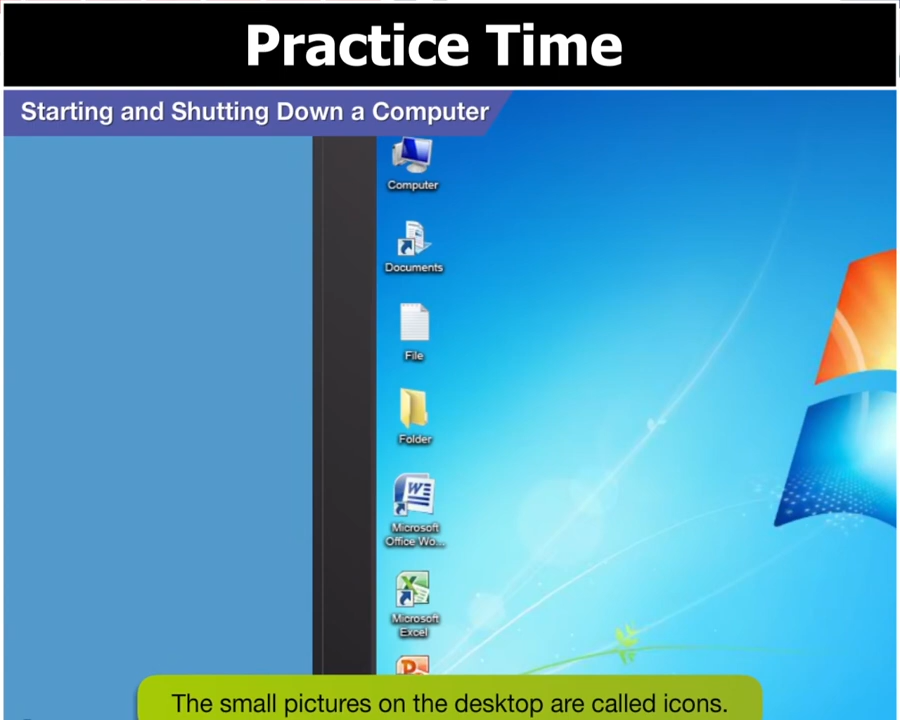 Practice Time
Starting and Shutting Down a Computer
Computer
Documents
File
Folder
Microsoft
Office Wo...
Microsoft
Excel
The small pictures on the desktop are called icons.